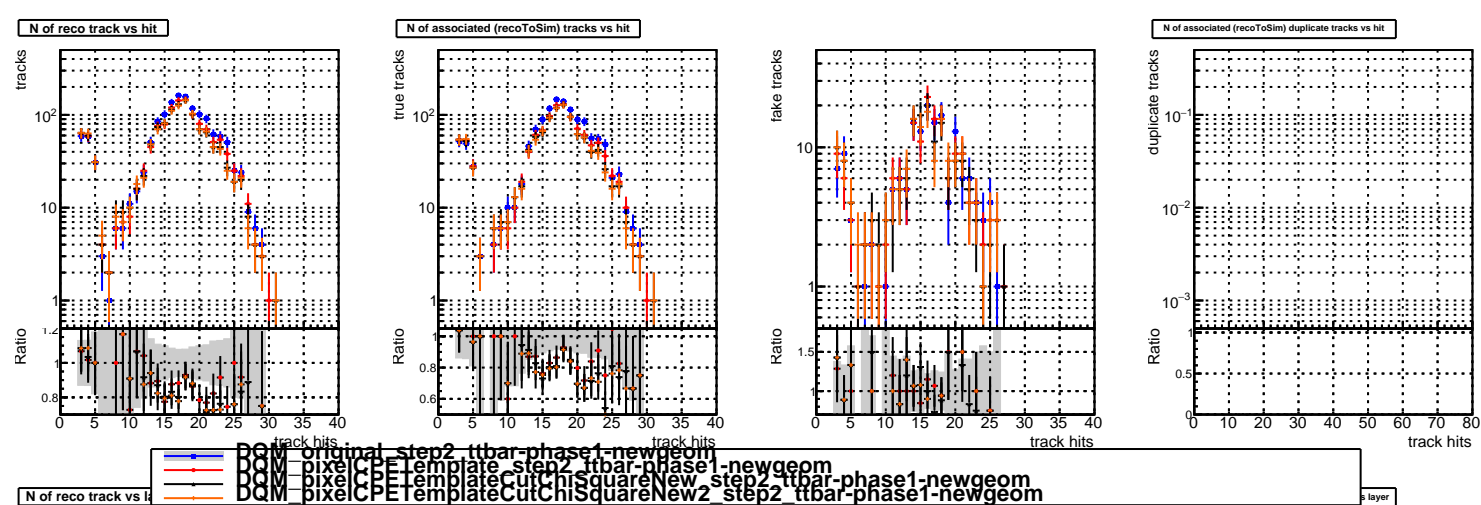 N of reco track vs hit
N of associated (recoToSim) tracks vs hit
N of associated (recoToSim) duplicate tracks vs hit
tracks
10²
10
1
Ratio
1.2
1
0.8
0 5 10 15 20 25 30 35 40
track hits
true tracks
10²
10
1
Ratio
1
0.8
0.6
0 5 10 15 20 25 30 35 40
track hits
fake tracks
10
1
Ratio
1.5
0 5 10 15 20 25 30 35 40
track hits
duplicate tracks
10⁻¹
10⁻²
10⁻³
Ratio
1
0.5
0
0 10 20 30 40 50 60 70 80
track hits
DQM_original_step2_ttbar-phase1-newgeom
DQM_pixelCPETemplate_step2_ttbar-phase1-newgeom
DQM_pixelCPETemplateCutChiSquareNew_step2_ttbar-phase1-newgeom
DQM_pixelCPETemplateCutChiSquareNew2_step2_ttbar-phase1-newgeom
N of reco track vs
s layer